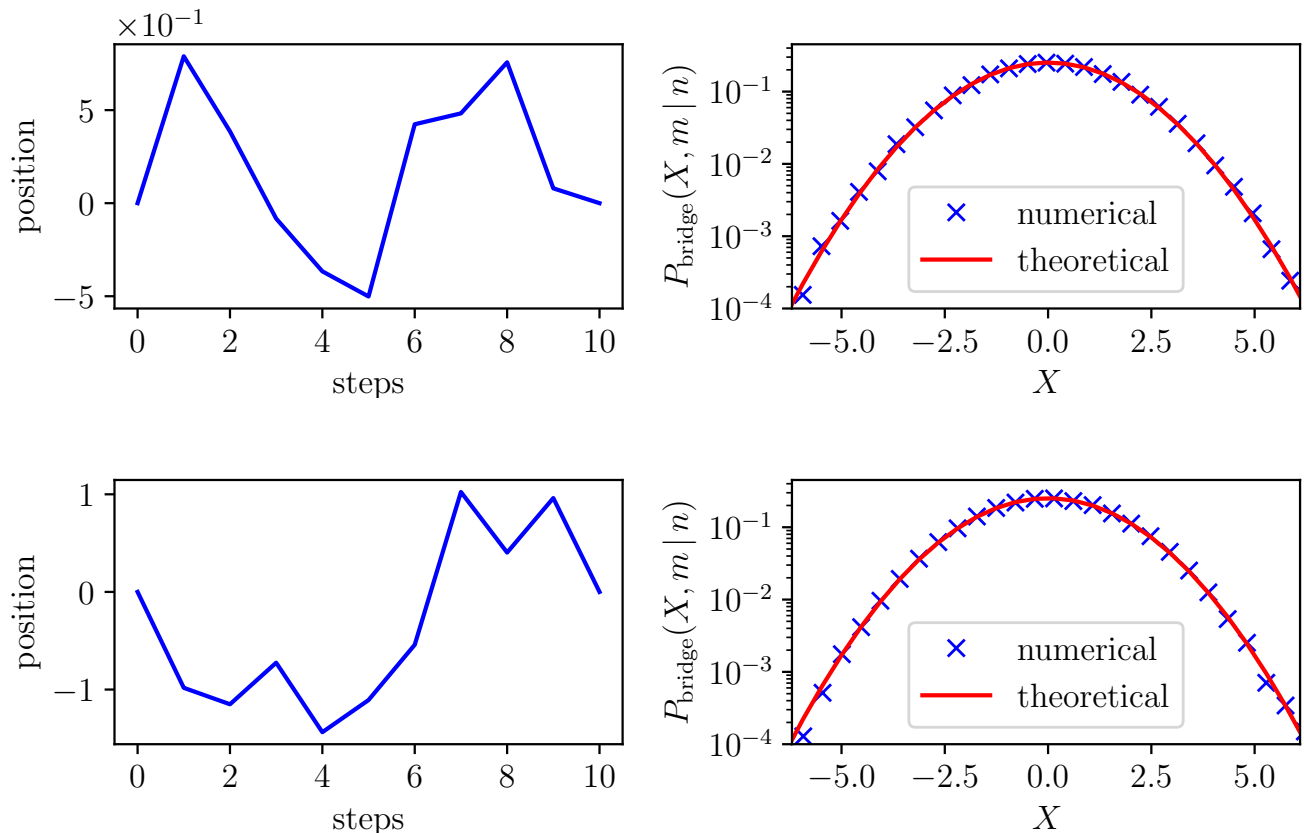 ×10⁻¹
position
5
0
−5
0 2 4 6 8 10
steps
P_bridge(X, m | n)
10⁻¹
10⁻²
10⁻³
10⁻⁴
numerical
theoretical
−5.0 −2.5 0.0 2.5 5.0
X
position
1
0
−1
0 2 4 6 8 10
steps
P_bridge(X, m | n)
10⁻¹
10⁻²
10⁻³
10⁻⁴
numerical
theoretical
−5.0 −2.5 0.0 2.5 5.0
X